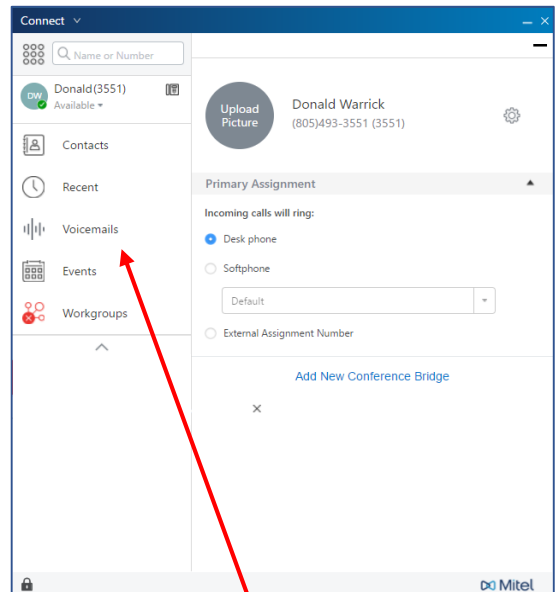 Connect
Name or Number
DW
Donald(3551)
Available
Contacts
Recent
Voicemails
Events
Workgroups
Upload
Picture
Donald Warrick
(805)493-3551 (3551)
Primary Assignment
Incoming calls will ring:
Desk phone
Softphone
Default
External Assignment Number
Add New Conference Bridge
Mitel